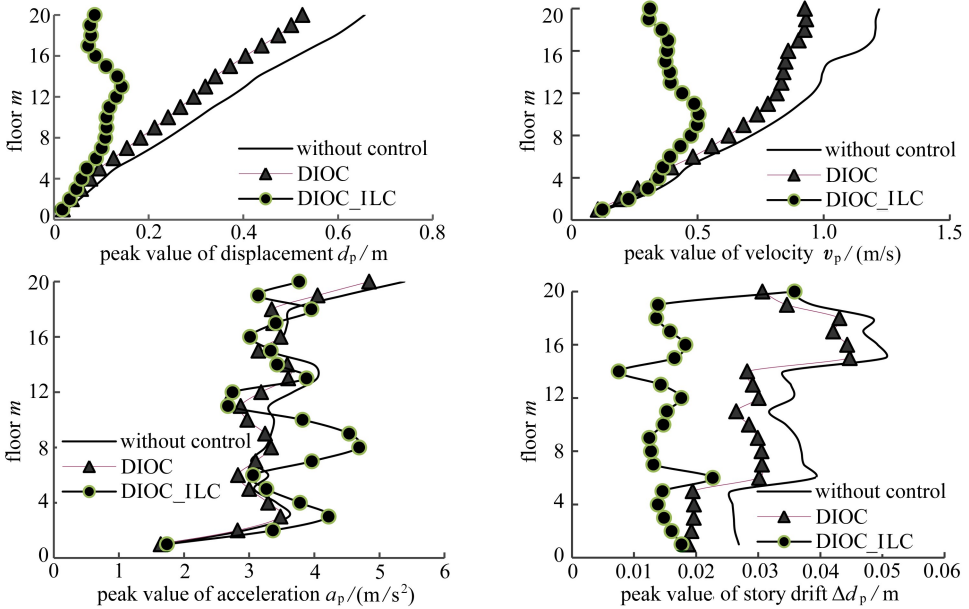 20
16
12
8
4
0
floor m
without control
DIOC
DIOC_ILC
0
0.2
0.4
0.6
0.8
peak value of displacement dp / m
20
16
12
8
4
0
floor m
without control
DIOC
DIOC_ILC
0
0.5
1.0
1.5
peak value of velocity vp / (m/s)
20
16
12
8
4
0
floor m
without control
DIOC
DIOC_ILC
0
1
2
3
4
5
6
peak value of acceleration ap / (m/s²)
20
16
12
8
4
0
floor m
without control
DIOC
DIOC_ILC
0
0.01
0.02
0.03
0.04
0.05
0.06
peak value of story drift Δdp / m